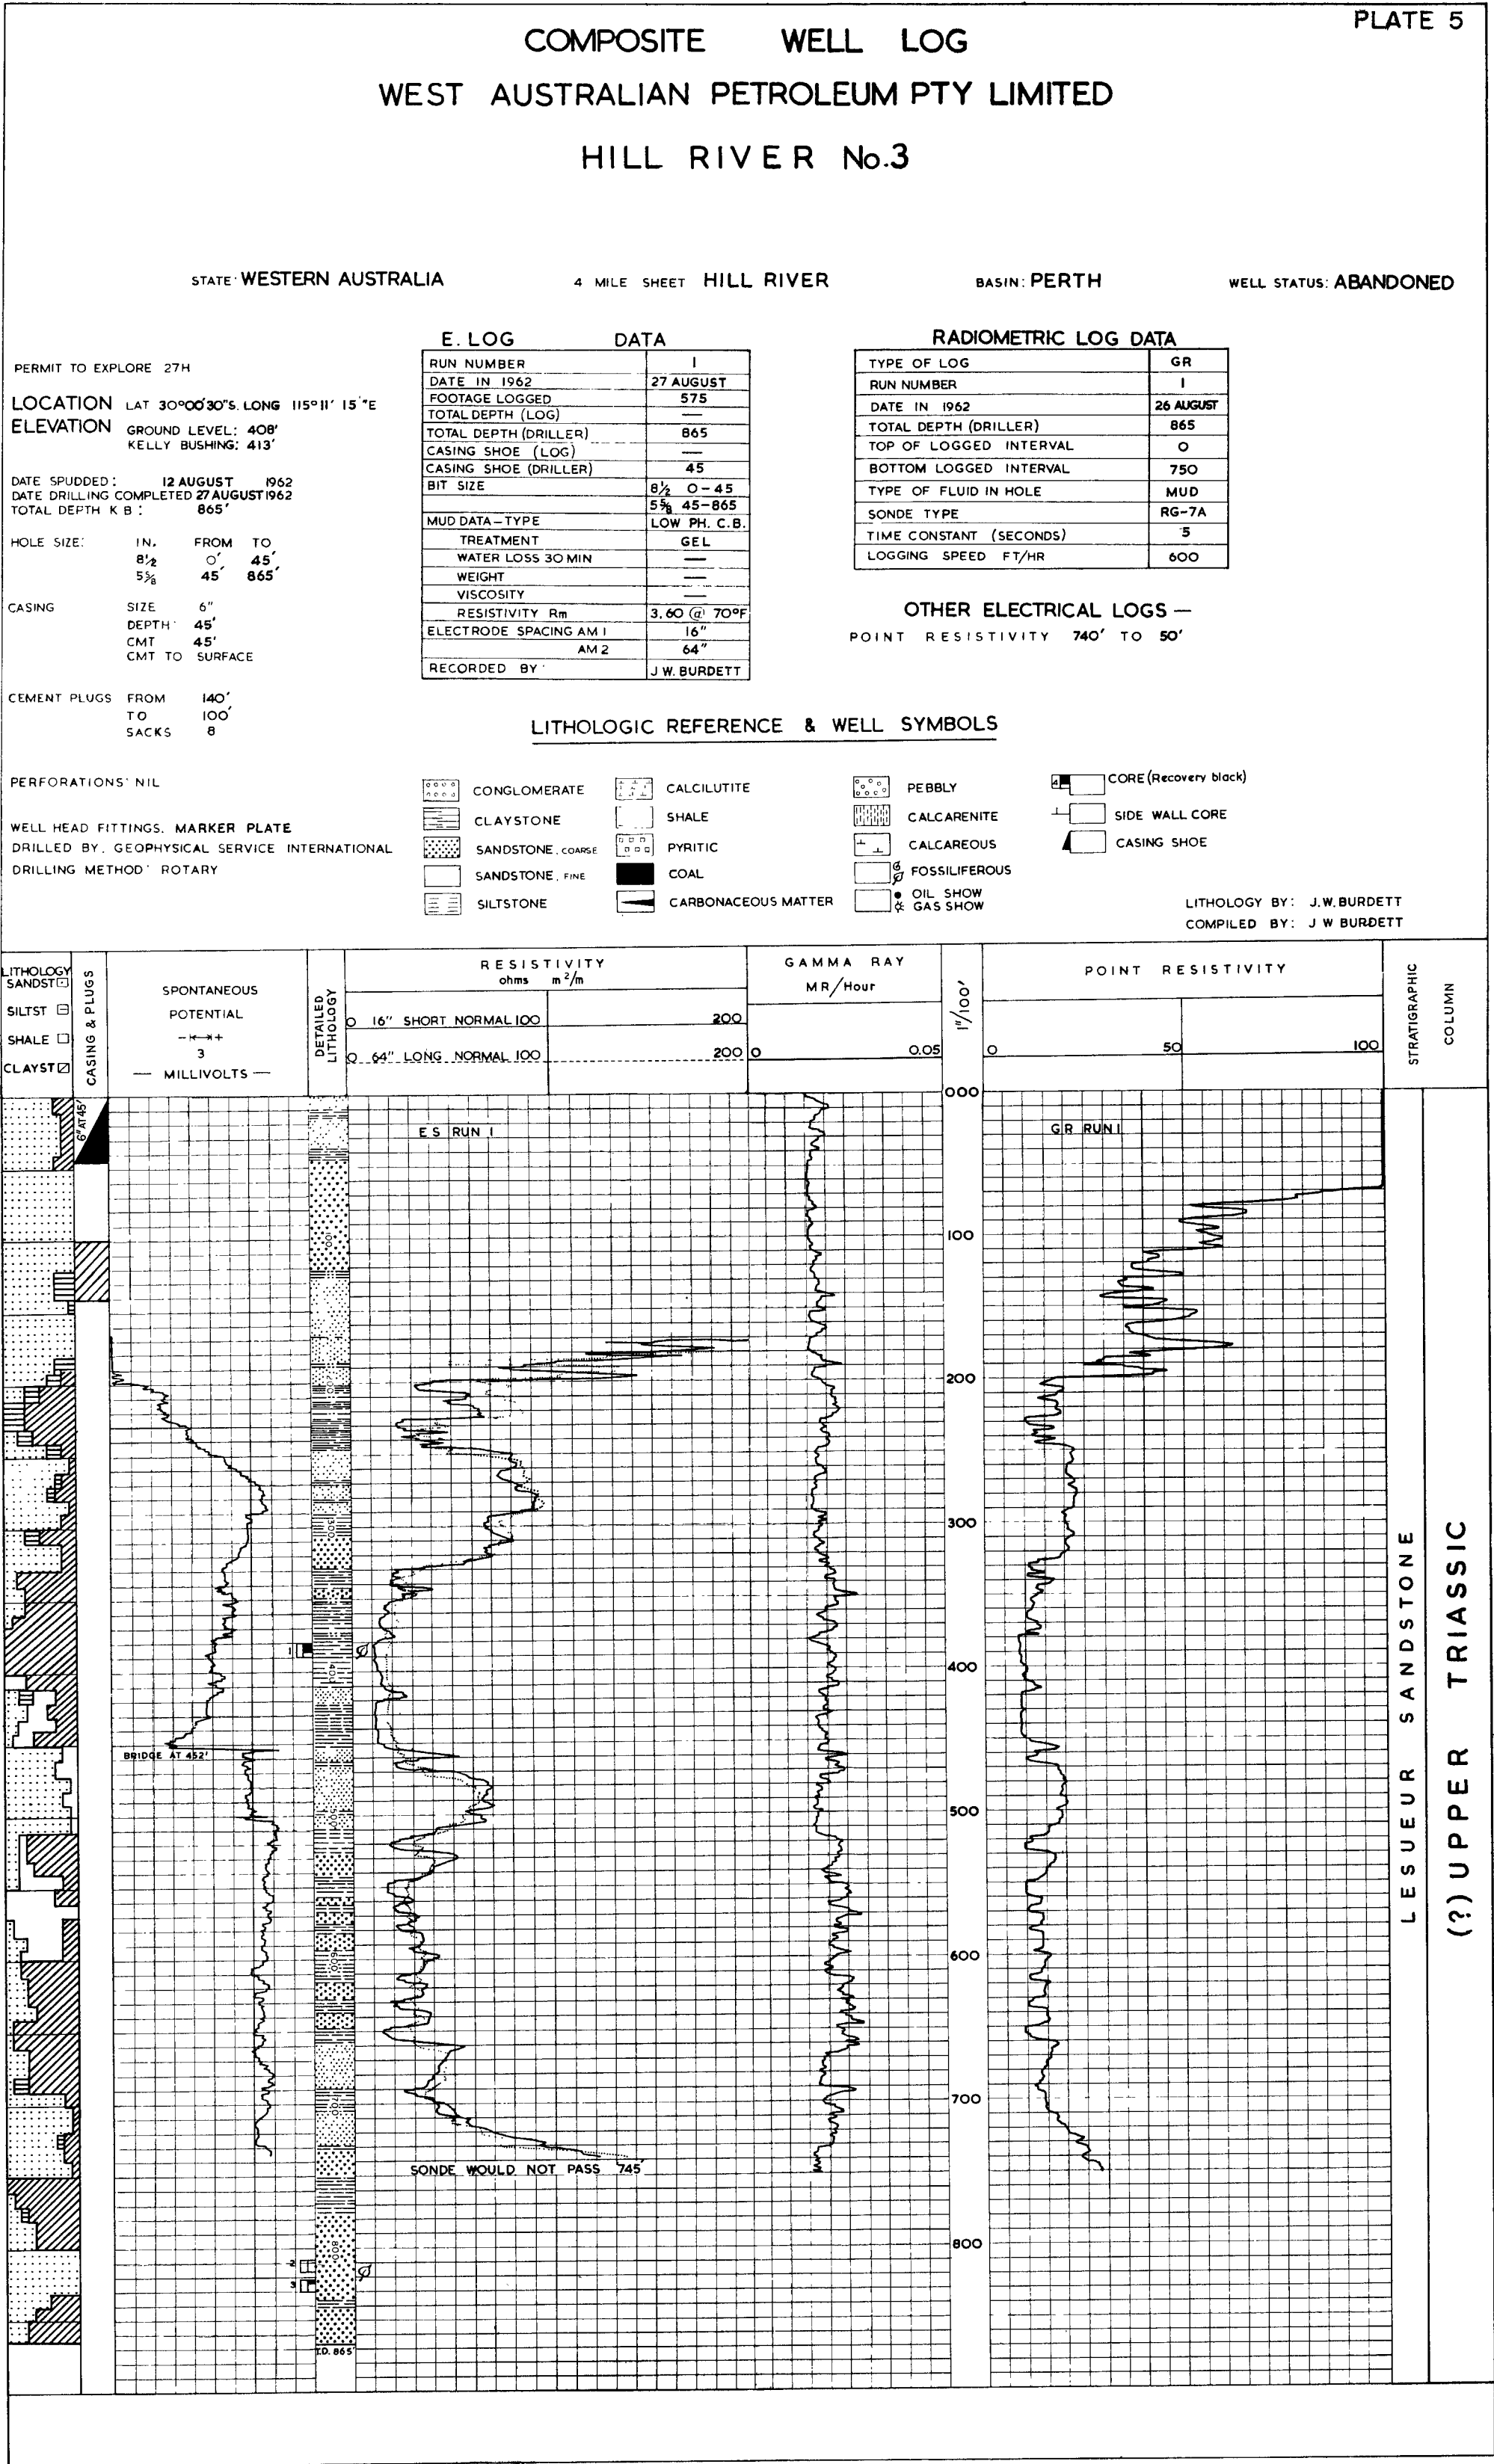 PLATE 5
COMPOSITE WELL LOG
WEST AUSTRALIAN PETROLEUM PTY LIMITED
HILL RIVER No.3
STATE: WESTERN AUSTRALIA 4 MILE SHEET HILL RIVER BASIN: PERTH WELL STATUS: ABANDONED
PERMIT TO EXPLORE 27H
LOCATION LAT 30°00'30"S. LONG 115°11' 15"E
ELEVATION GROUND LEVEL: 408'
KELLY BUSHING: 413'
DATE SPUDDED: 12 AUGUST 1962
DATE DRILLING COMPLETED 27 AUGUST 1962
TOTAL DEPTH K B: 865'
HOLE SIZE: IN. FROM TO
8½ 0' 45'
5⅝ 45' 865'
CASING SIZE 6"
DEPTH 45'
CMT 45'
CMT TO SURFACE
CEMENT PLUGS FROM 140'
TO 100'
SACKS 8
PERFORATIONS: NIL
WELL HEAD FITTINGS. MARKER PLATE
DRILLED BY. GEOPHYSICAL SERVICE INTERNATIONAL
DRILLING METHOD: ROTARY
E. LOG DATA
RUN NUMBER 1
DATE IN 1962 27 AUGUST
FOOTAGE LOGGED 575
TOTAL DEPTH (LOG) —
TOTAL DEPTH (DRILLER) 865
CASING SHOE (LOG) —
CASING SHOE (DRILLER) 45
BIT SIZE 8½ 0-45
5⅝ 45-865
MUD DATA-TYPE LOW PH. C.B.
TREATMENT GEL
WATER LOSS 30 MIN —
WEIGHT —
VISCOSITY —
RESISTIVITY Rm 3.60 @ 70°F
ELECTRODE SPACING AM 1 16"
AM 2 64"
RECORDED BY J W. BURDETT
RADIOMETRIC LOG DATA
TYPE OF LOG GR
RUN NUMBER 1
DATE IN 1962 26 AUGUST
TOTAL DEPTH (DRILLER) 865
TOP OF LOGGED INTERVAL 0
BOTTOM LOGGED INTERVAL 750
TYPE OF FLUID IN HOLE MUD
SONDE TYPE RG-7A
TIME CONSTANT (SECONDS) 5
LOGGING SPEED FT/HR 600
OTHER ELECTRICAL LOGS —
POINT RESISTIVITY 740' TO 50'
LITHOLOGIC REFERENCE & WELL SYMBOLS
CONGLOMERATE
CLAYSTONE
SANDSTONE, COARSE
SANDSTONE, FINE
SILTSTONE
CALCILUTITE
SHALE
PYRITIC
COAL
CARBONACEOUS MATTER
PEBBLY
CALCARENITE
CALCAREOUS
FOSSILIFEROUS
OIL SHOW
GAS SHOW
4 CORE (Recovery black)
SIDE WALL CORE
CASING SHOE
LITHOLOGY BY: J.W. BURDETT
COMPILED BY: J W BURDETT
LITHOLOGY
SANDST
SILTST
SHALE
CLAYST
CASING & PLUGS
SPONTANEOUS
POTENTIAL
- +
3
— MILLIVOLTS —
DETAILED
LITHOLOGY
RESISTIVITY
ohms m²/m
0 16" SHORT NORMAL 100 200
0 64" LONG NORMAL 100 200
GAMMA RAY
MR/Hour
0 0.05
1"/100'
POINT RESISTIVITY
0 50 100
STRATIGRAPHIC
COLUMN
6" AT 45'
ES RUN 1
GR RUN 1
000
100
200
300
400
500
600
700
800
100
300
400
600
800
1
BRIDGE AT 452'
SONDE WOULD NOT PASS 745'
2
3
T.D. 865'
LESUEUR SANDSTONE
(?) UPPER TRIASSIC